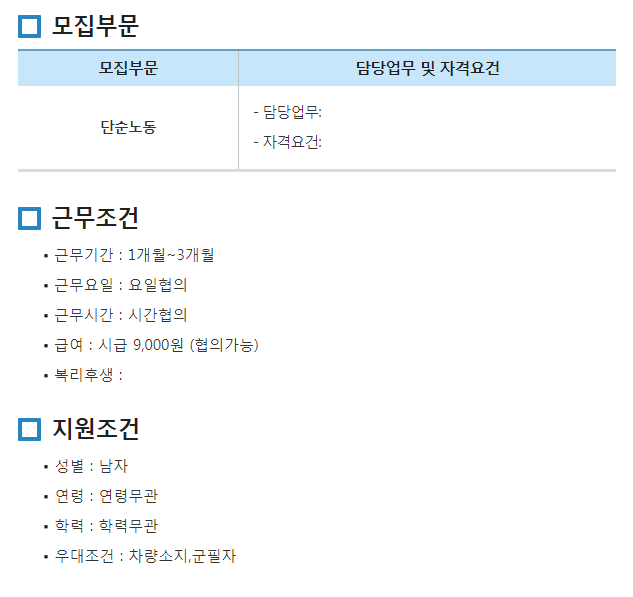 모집부문
모집부문 담당업무 및 자격요건
단순노동
- 담당업무:
- 자격요건:
근무조건
▪ 근무기간 : 1개월~3개월
▪ 근무요일 : 요일협의
▪ 근무시간 : 시간협의
▪ 급여 : 시급 9,000원 (협의가능)
▪ 복리후생 :
지원조건
▪ 성별 : 남자
▪ 연령 : 연령무관
▪ 학력 : 학력무관
▪ 우대조건 : 차량소지,군필자